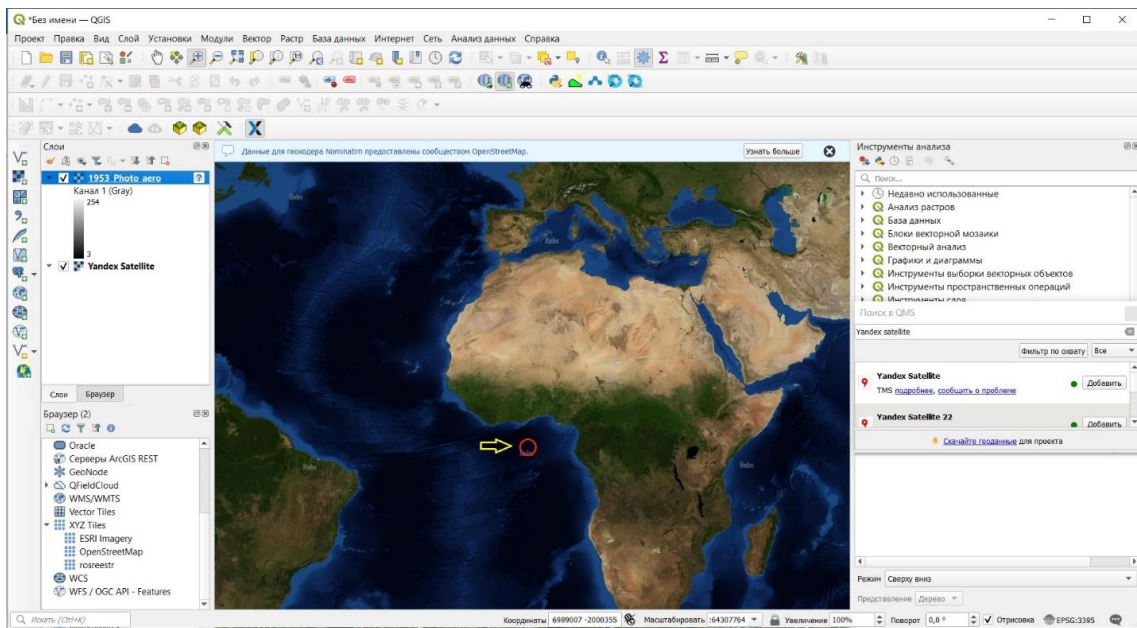 *Без имени — QGIS
Проект Правка Вид Слой Установки Модули Вектор Растр База данных Интернет Сеть Анализ данных Справка
Слои
1953_Photo_aero
Канал 1 (Gray)
254
3
Yandex Satellite
Слои Браузер
Браузер (2)
Oracle
Серверы ArcGIS REST
GeoNode
QFieldCloud
WMS/WMTS
Vector Tiles
XYZ Tiles
ESRI Imagery
OpenStreetMap
rosreestr
WCS
WFS / OGC API - Features
Данные для геокодера Nominatim предоставлены сообществом OpenStreetMap.
Узнать больше
Инструменты анализа
Поиск...
Недавно использованные
Анализ растров
База данных
Блоки векторной мозаики
Векторный анализ
Графики и диаграммы
Инструменты выборки векторных объектов
Инструменты пространственных операций
Инструменты слоя
Поиск в QMS
Yandex satellite
Фильтр по охвату Все
Yandex Satellite
TMS подробнее, сообщить о проблеме
Добавить
Yandex Satellite 22
Добавить
Скачайте геоданные для проекта
Режим Сверху вниз
Представление Дерево
Искать (Ctrl+K) Координаты 6989007 -2000355 Масштабировать :64307764 Увеличение 100% Поворот 0,0 ° Отрисовка EPSG:3395